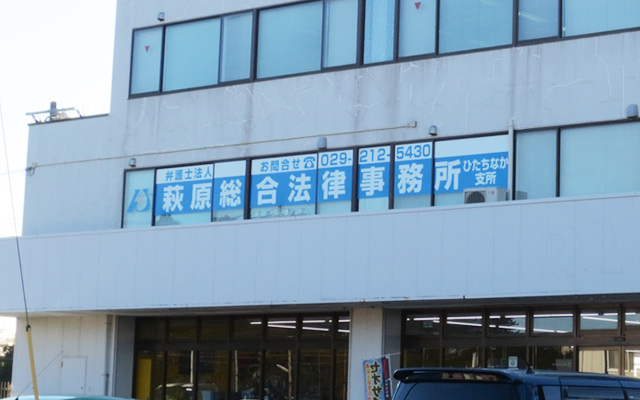 弁護士法人
お問合せ☎ 029-212-5430
萩原総合法律事務所
ひたちなか
支所